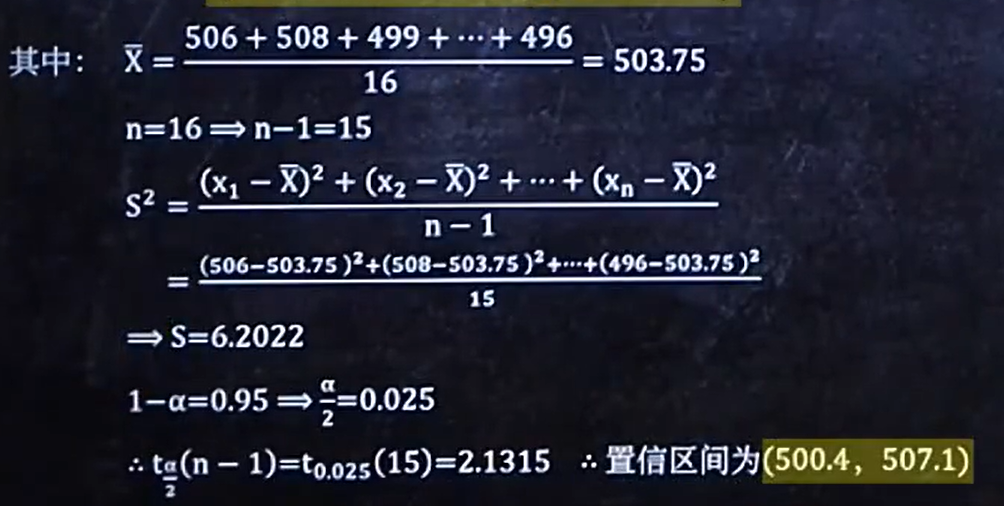 其中: X̅ = (506 + 508 + 499 + ⋯ + 496)/16 = 503.75
n=16 ⟹ n−1=15
S² = ((x₁ − X̅)² + (x₂ − X̅)² + ⋯ + (xₙ − X̅)²)/(n − 1)
= ((506−503.75 )²+(508−503.75 )²+⋯+(496−503.75 )²)/15
⟹ S=6.2022
1−α=0.95 ⟹ α/2=0.025
∴ t_(α/2)(n − 1)=t₀.₀₂₅(15)=2.1315 ∴ 置信区间为(500.4, 507.1)